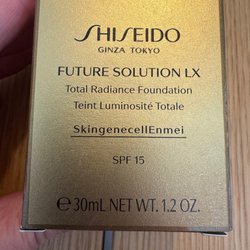 SHISEIDO
GINZA TOKYO
FUTURE SOLUTION LX
Total Radiance Foundation
Teint Luminosité Totale
SkingenecellEnmei
SPF 15
℮30mL NET WT. 1.2 OZ.